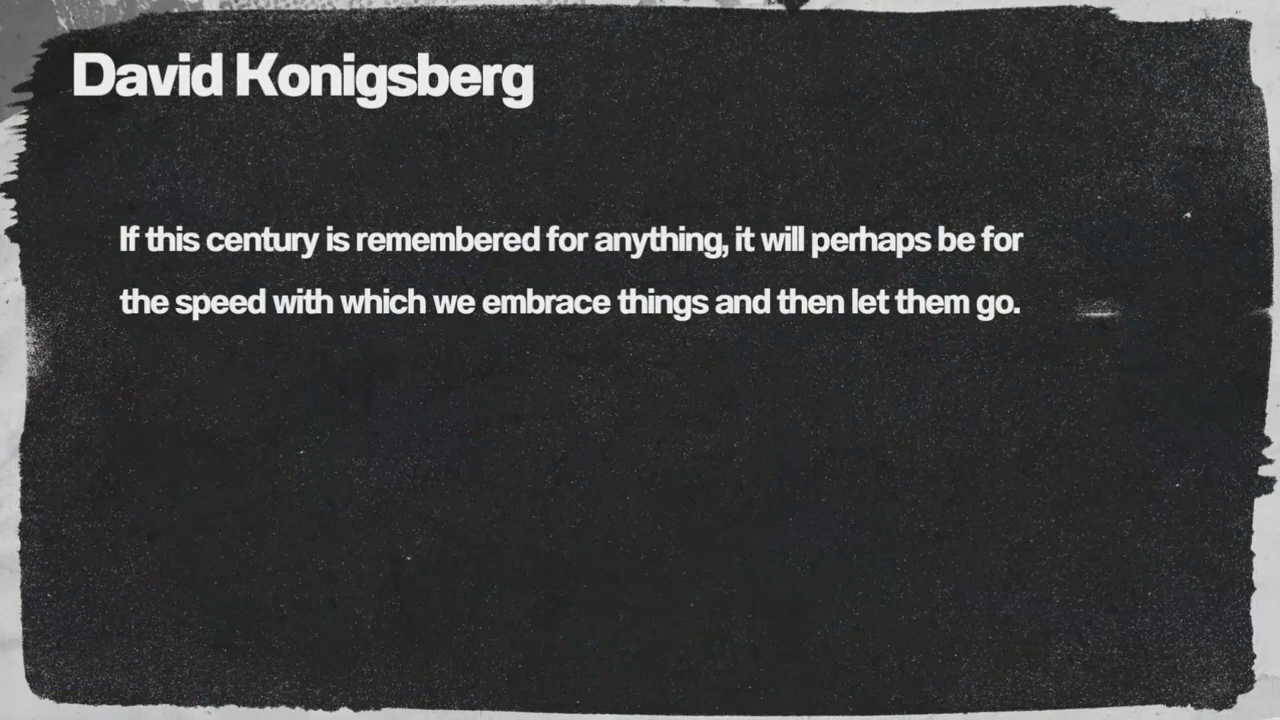 David Konigsberg
If this century is remembered for anything, it will perhaps be for
the speed with which we embrace things and then let them go.